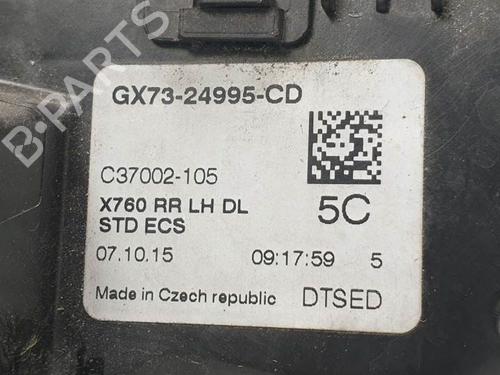 B-PARTS
GX73-24995-CD
C37002-105
X760 RR LH DL
5C
STD ECS
07.10.15 09:17:59 5
Made in Czech republic DTSED